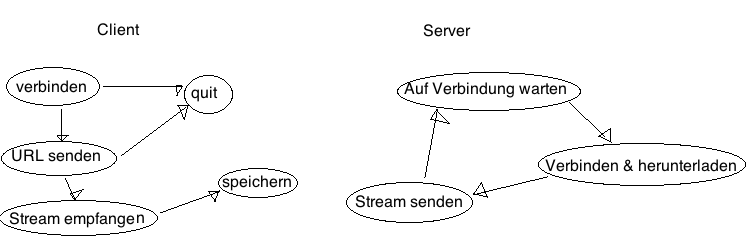 Client
verbinden
quit
URL senden
speichern
Stream empfangen
Server
Auf Verbindung warten
Verbinden & herunterladen
Stream senden